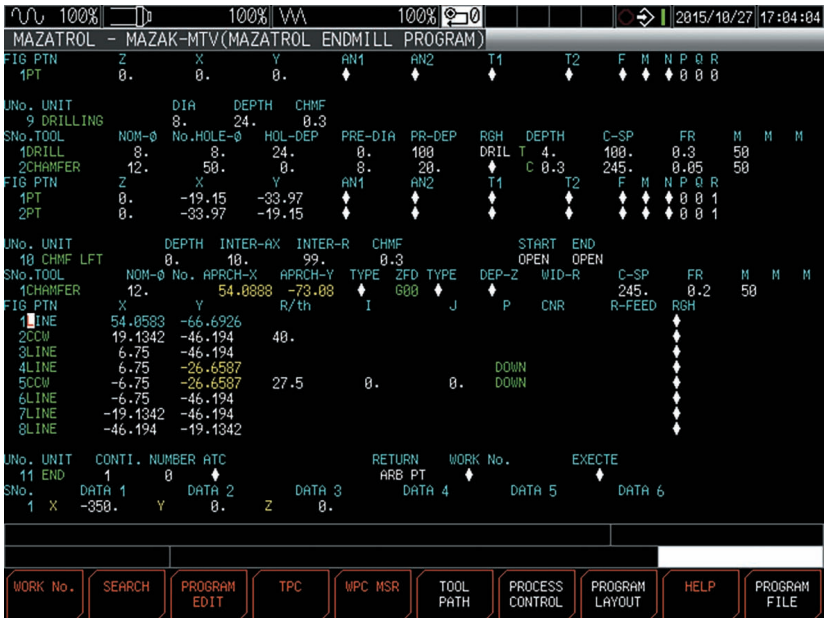 100% 100% 100% 0 2015/10/27 17:04:04
MAZATROL - MAZAK-MTV(MAZATROL ENDMILL PROGRAM)
FIG PTN Z X Y AN1 AN2 T1 T2 F M N P Q R
1PT 0. 0. 0. ♦ ♦ ♦ ♦ ♦ ♦ ♦ 0 0 0
UNo. UNIT DIA DEPTH CHMF
9 DRILLING 8. 24. 0.3
SNo.TOOL NOM-Ø No.HOLE-Ø HOL-DEP PRE-DIA PR-DEP RGH DEPTH C-SP FR M M M
1DRILL 8. 8. 24. 0. 100 DRIL T 4. 100. 0.3 50
2CHAMFER 12. 50. 0. 8. 20. ♦ C 0.3 245. 0.05 50
FIG PTN Z X Y AN1 AN2 T1 T2 F M N P Q R
1PT 0. -19.15 -33.97 ♦ ♦ ♦ ♦ ♦ ♦ ♦ 0 0 1
2PT 0. -33.97 -19.15 ♦ ♦ ♦ ♦ ♦ ♦ ♦ 0 0 1
UNo. UNIT DEPTH INTER-AX INTER-R CHMF START END
10 CHMF LFT 0. 10. 99. 0.3 OPEN OPEN
SNo.TOOL NOM-Ø No. APRCH-X APRCH-Y TYPE ZFD TYPE DEP-Z WID-R C-SP FR M M M
1CHAMFER 12. 54.0888 -73.08 ♦ G00 ♦ ♦ 245. 0.2 50
FIG PTN X Y R/th I J P CNR R-FEED RGH
1LINE 54.0583 -66.6926 ♦
2CCW 19.1342 -46.194 40. ♦
3LINE 6.75 -46.194 ♦
4LINE 6.75 -26.6587 DOWN ♦
5CCW -6.75 -26.6587 27.5 0. 0. DOWN ♦
6LINE -6.75 -46.194 ♦
7LINE -19.1342 -46.194 ♦
8LINE -46.194 -19.1342 ♦
UNo. UNIT CONTI. NUMBER ATC RETURN WORK No. EXECTE
11 END 1 0 ♦ ARB PT ♦ ♦
SNo. DATA 1 DATA 2 DATA 3 DATA 4 DATA 5 DATA 6
1 X -350. Y 0. Z 0.
WORK No. SEARCH PROGRAM EDIT TPC WPC MSR TOOL PATH PROCESS CONTROL PROGRAM LAYOUT HELP PROGRAM FILE